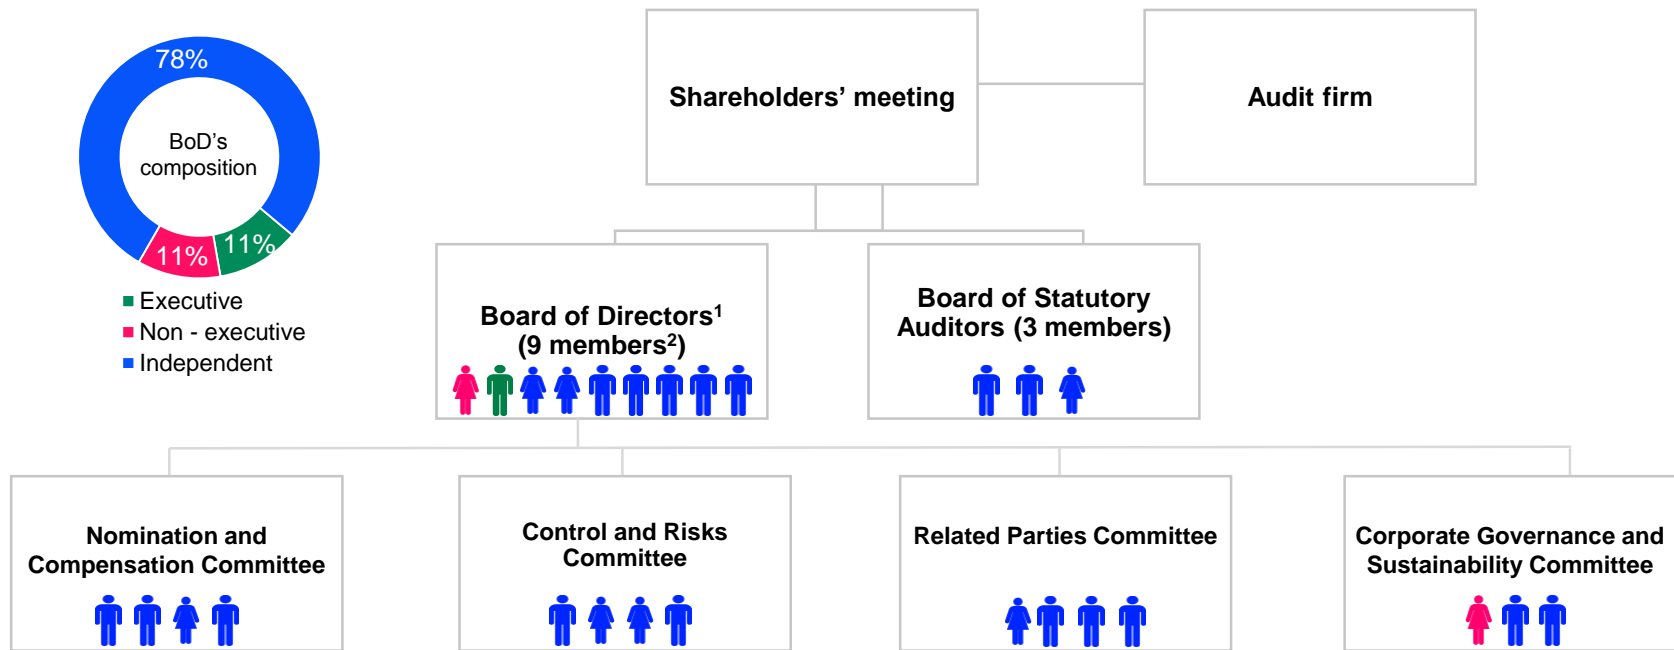 78%
BoD's
composition
11%
11%
Executive
Non - executive
Independent
Shareholders' meeting
Audit firm
Board of Directors¹
(9 members²)
Board of Statutory
Auditors (3 members)
Nomination and
Compensation Committee
Control and Risks
Committee
Related Parties Committee
Corporate Governance and
Sustainability Committee